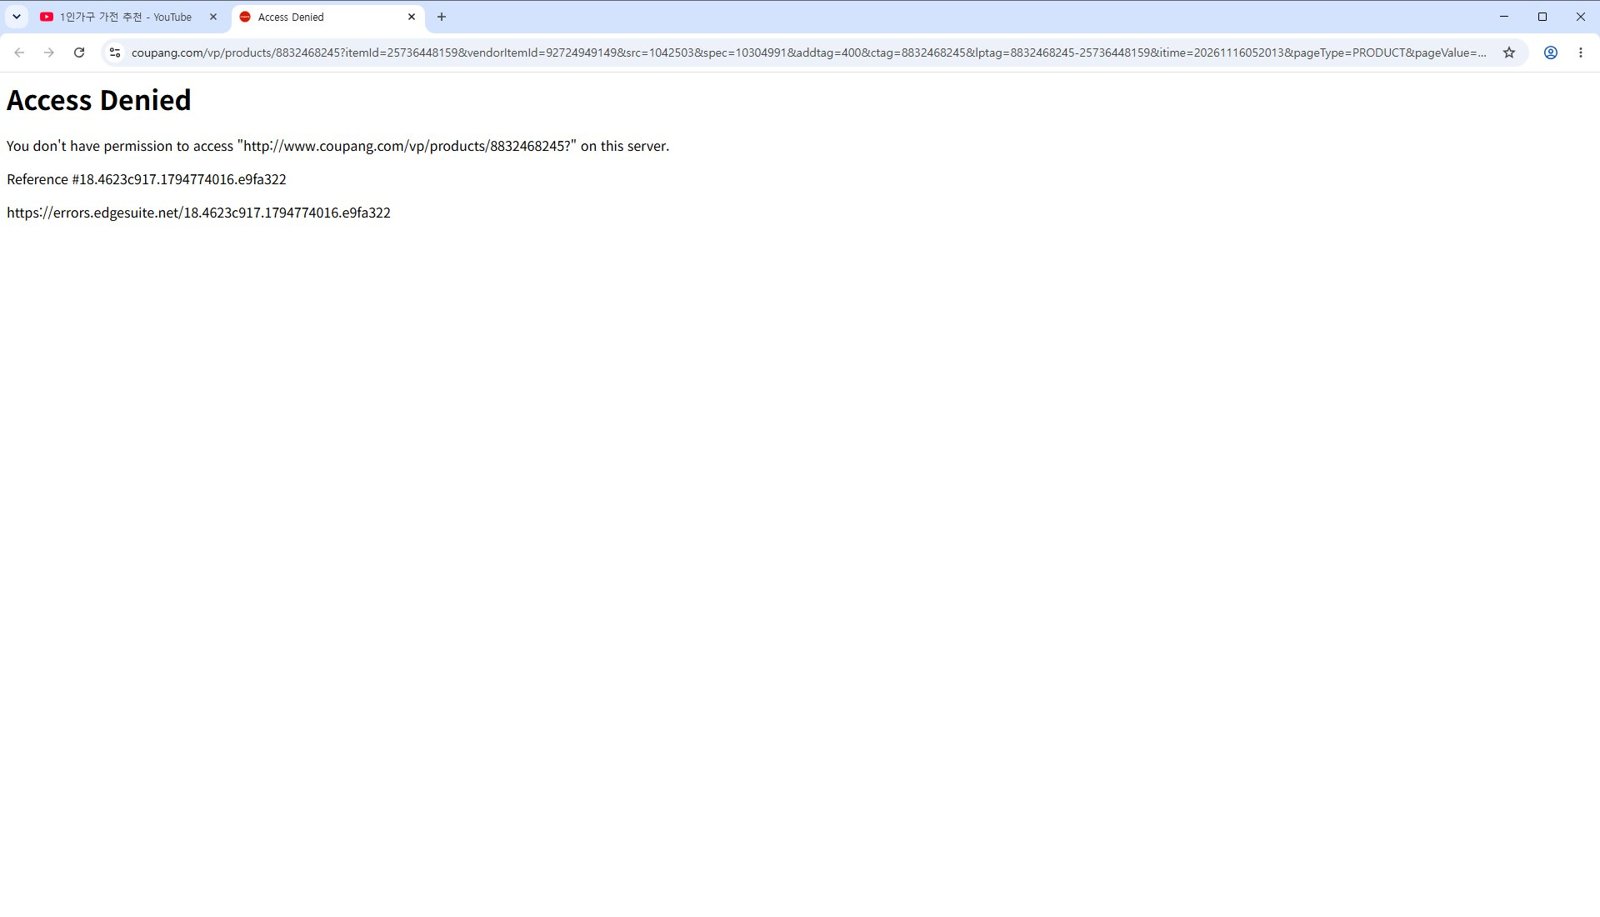 1인가구 가전 추천 - YouTube
Access Denied
coupang.com/vp/products/8832468245?itemId=25736448159&vendorItemId=92724949149&src=1042503&spec=10304991&addtag=400&ctag=8832468245&lptag=8832468245-25736448159&itime=20261116052013&pageType=PRODUCT&pageValue=...
Access Denied
You don't have permission to access "http://www.coupang.com/vp/products/8832468245?" on this server.
Reference #18.4623c917.1794774016.e9fa322
https://errors.edgesuite.net/18.4623c917.1794774016.e9fa322